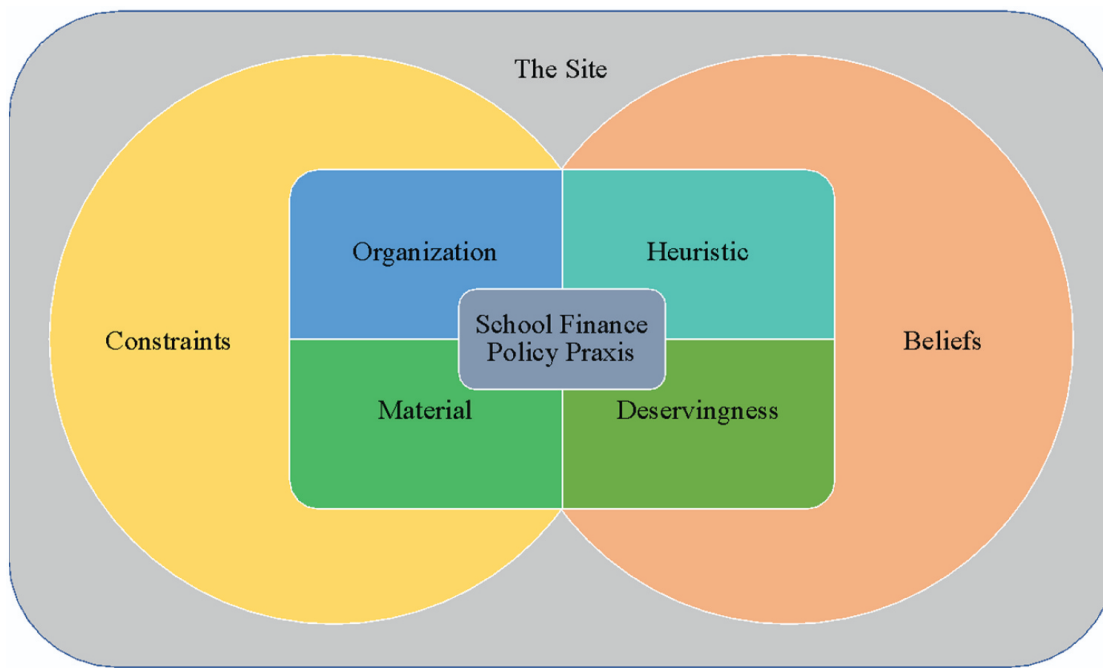 The Site
Organization
Heuristic
Constraints
School Finance
Policy Praxis
Beliefs
Material
Deservingness